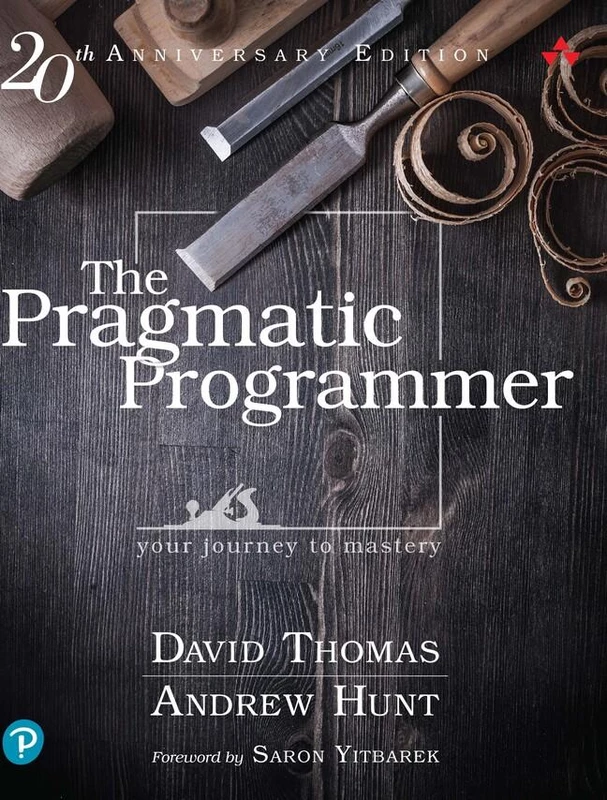 20th ANNIVERSARY EDITION
The
Pragmatic
Programmer
your journey to mastery
DAVID THOMAS
ANDREW HUNT
Foreword by SARON YITBAREK
P